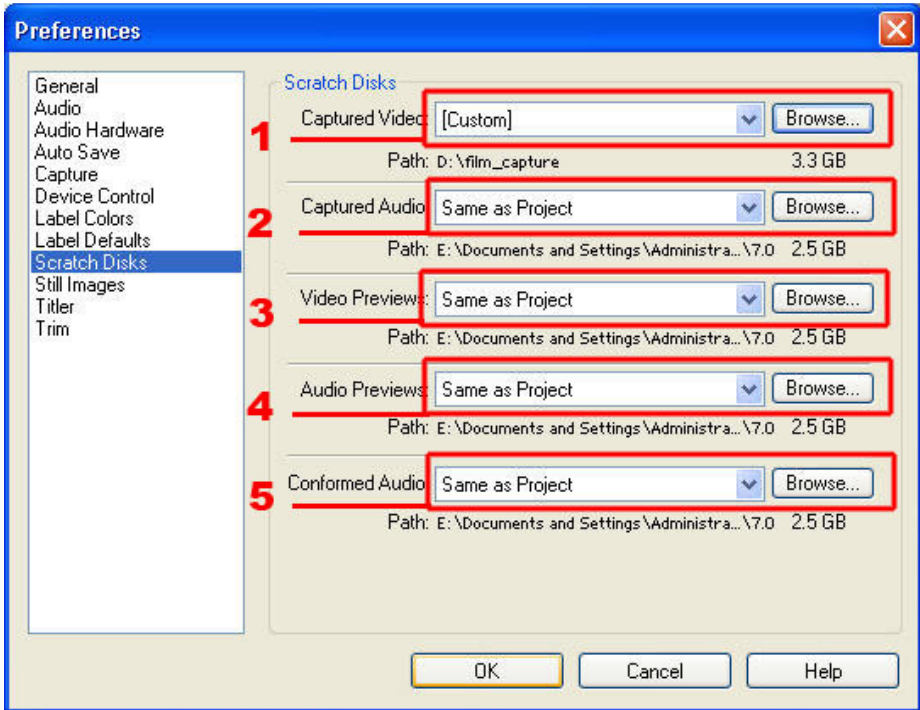 Preferences
General
Audio
Audio Hardware
Auto Save
Capture
Device Control
Label Colors
Label Defaults
Scratch Disks
Still Images
Titler
Trim
Scratch Disks
1 Captured Video: [Custom] Browse...
Path: D:\film_capture 3.3 GB
2 Captured Audio Same as Project Browse...
Path: E:\Documents and Settings\Administra...\7.0 2.5 GB
3 Video Previews: Same as Project Browse...
Path: E:\Documents and Settings\Administra...\7.0 2.5 GB
4 Audio Previews: Same as Project Browse...
Path: E:\Documents and Settings\Administra...\7.0 2.5 GB
5 Conformed Audio Same as Project Browse...
Path: E:\Documents and Settings\Administra...\7.0 2.5 GB
OK Cancel Help